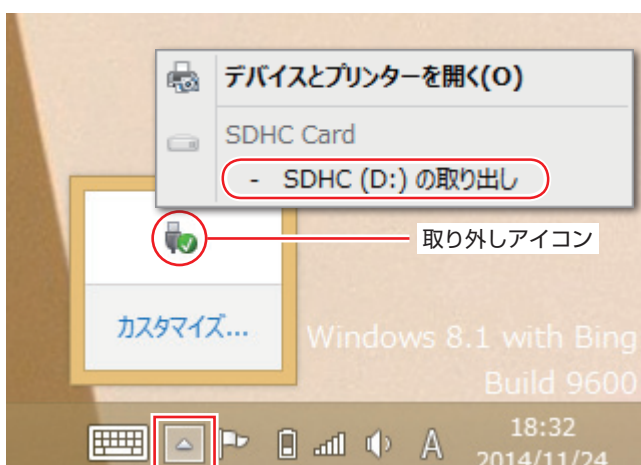 デバイスとプリンターを開く(O)
SDHC Card
- SDHC (D:) の取り出し
取り外しアイコン
カスタマイズ...
Windows 8.1 with Bing
Build 9600
A
18:32
2014/11/24